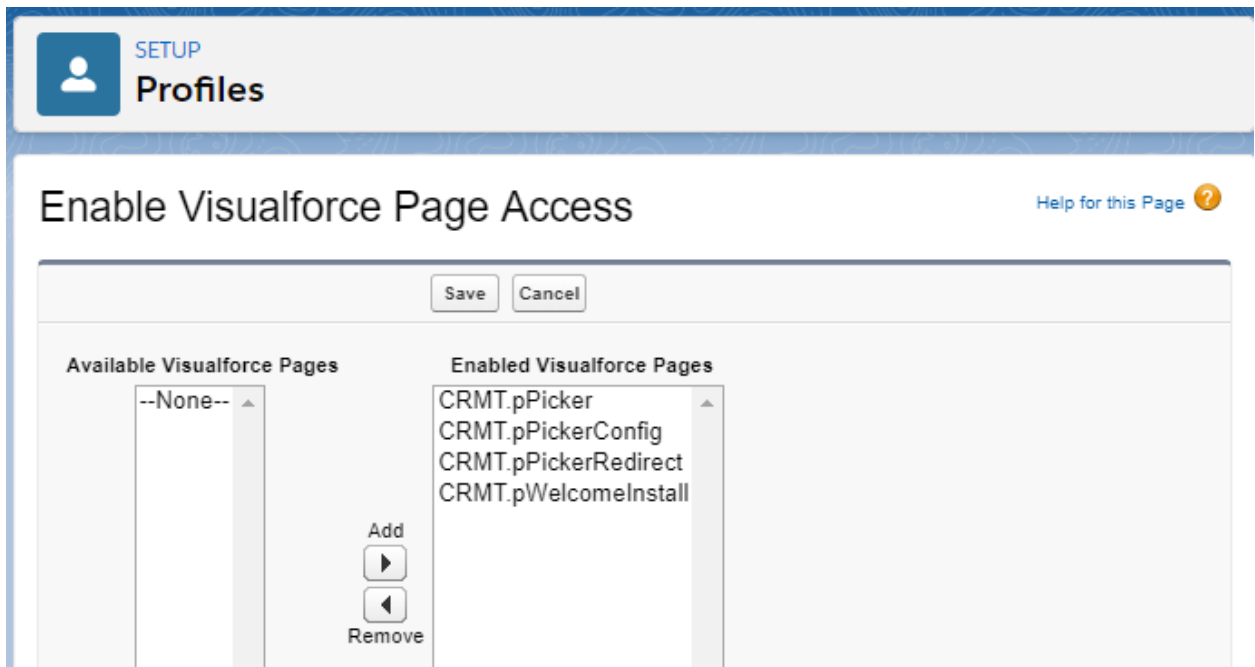 SETUP
Profiles
Enable Visualforce Page Access
Help for this Page ?
Save Cancel
Available Visualforce Pages
--None--
Add
Remove
Enabled Visualforce Pages
CRMT.pPicker
CRMT.pPickerConfig
CRMT.pPickerRedirect
CRMT.pWelcomeInstall